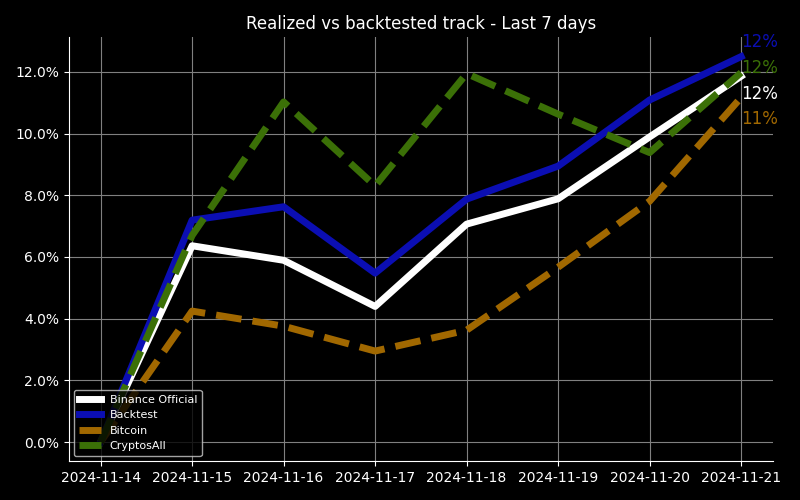 Realized vs backtested track - Last 7 days
12%
12%
12%
11%
12.0%
10.0%
8.0%
6.0%
4.0%
2.0%
0.0%
Binance Official
Backtest
Bitcoin
CryptosAll
2024-11-14 2024-11-15 2024-11-16 2024-11-17 2024-11-18 2024-11-19 2024-11-20 2024-11-21